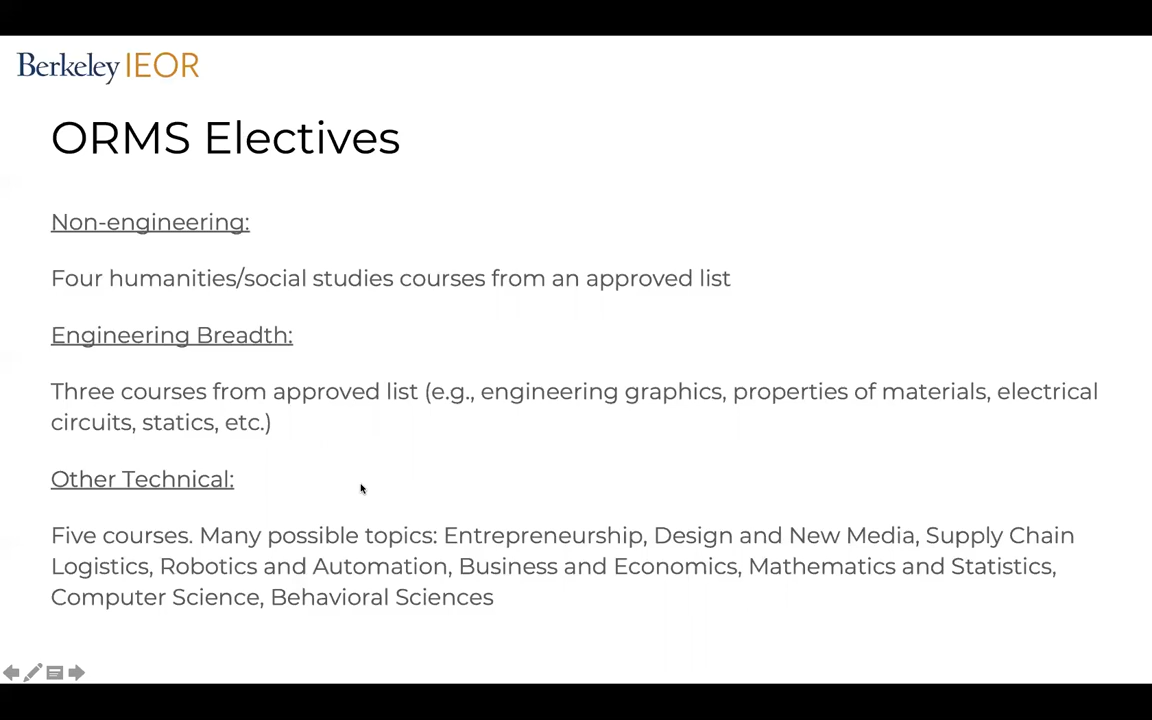 Berkeley IEOR
ORMS Electives
Non-engineering:
Four humanities/social studies courses from an approved list
Engineering Breadth:
Three courses from approved list (e.g., engineering graphics, properties of materials, electrical
circuits, statics, etc.)
Other Technical:
Five courses. Many possible topics: Entrepreneurship, Design and New Media, Supply Chain
Logistics, Robotics and Automation, Business and Economics, Mathematics and Statistics,
Computer Science, Behavioral Sciences